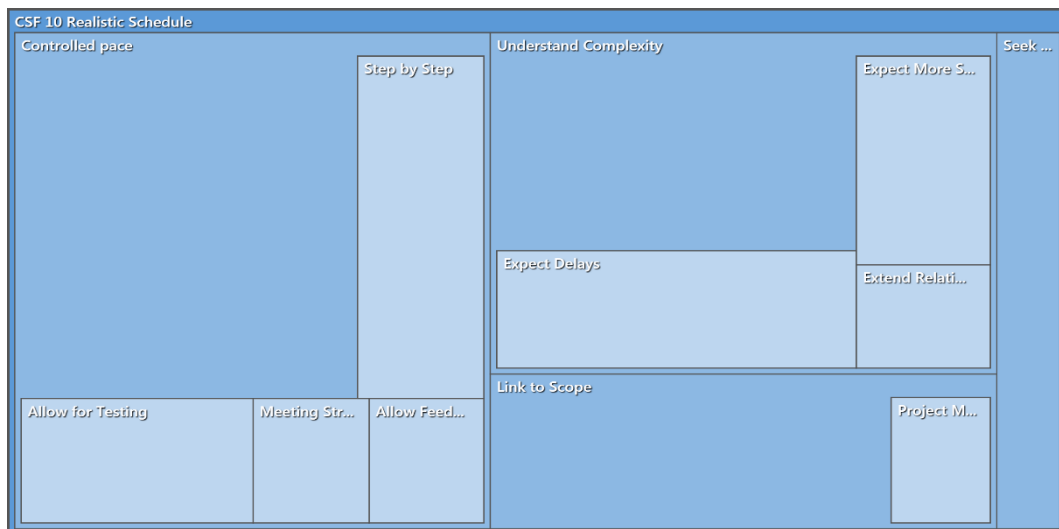 CSF 10 Realistic Schedule
Controlled pace
Step by Step
Allow for Testing
Meeting Str...
Allow Feed...
Understand Complexity
Expect More S...
Expect Delays
Extend Relati...
Link to Scope
Project M...
Seek ...